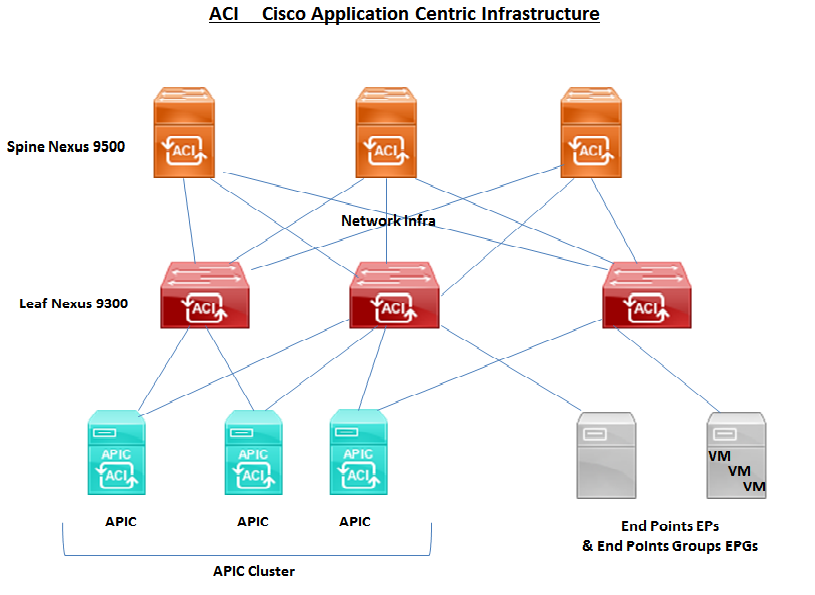 ACI Cisco Application Centric Infrastructure
Spine Nexus 9500
ACI
ACI
ACI
Network Infra
Leaf Nexus 9300
ACI
ACI
ACI
APIC
ACI
APIC
ACI
APIC
ACI
VM
VM
VM
APIC
APIC
APIC
End Points EPs
& End Points Groups EPGs
APIC Cluster